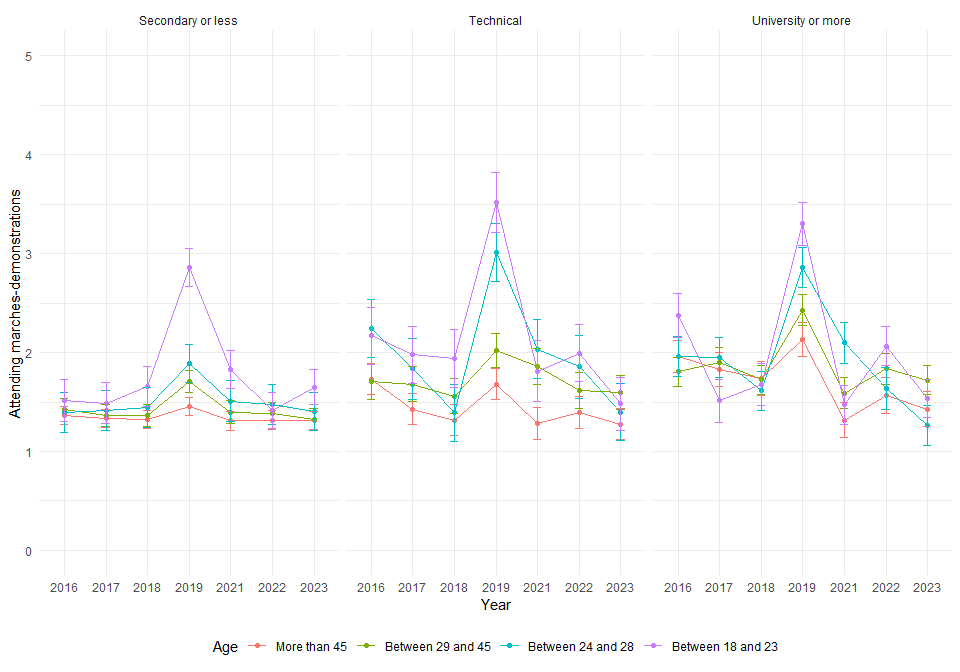 Secondary or less Technical University or more
5
4
3
2
1
0
Attending marches-demonstrations
2016 2017 2018 2019 2021 2022 2023 2016 2017 2018 2019 2021 2022 2023 2016 2017 2018 2019 2021 2022 2023
Year
Age More than 45 Between 29 and 45 Between 24 and 28 Between 18 and 23